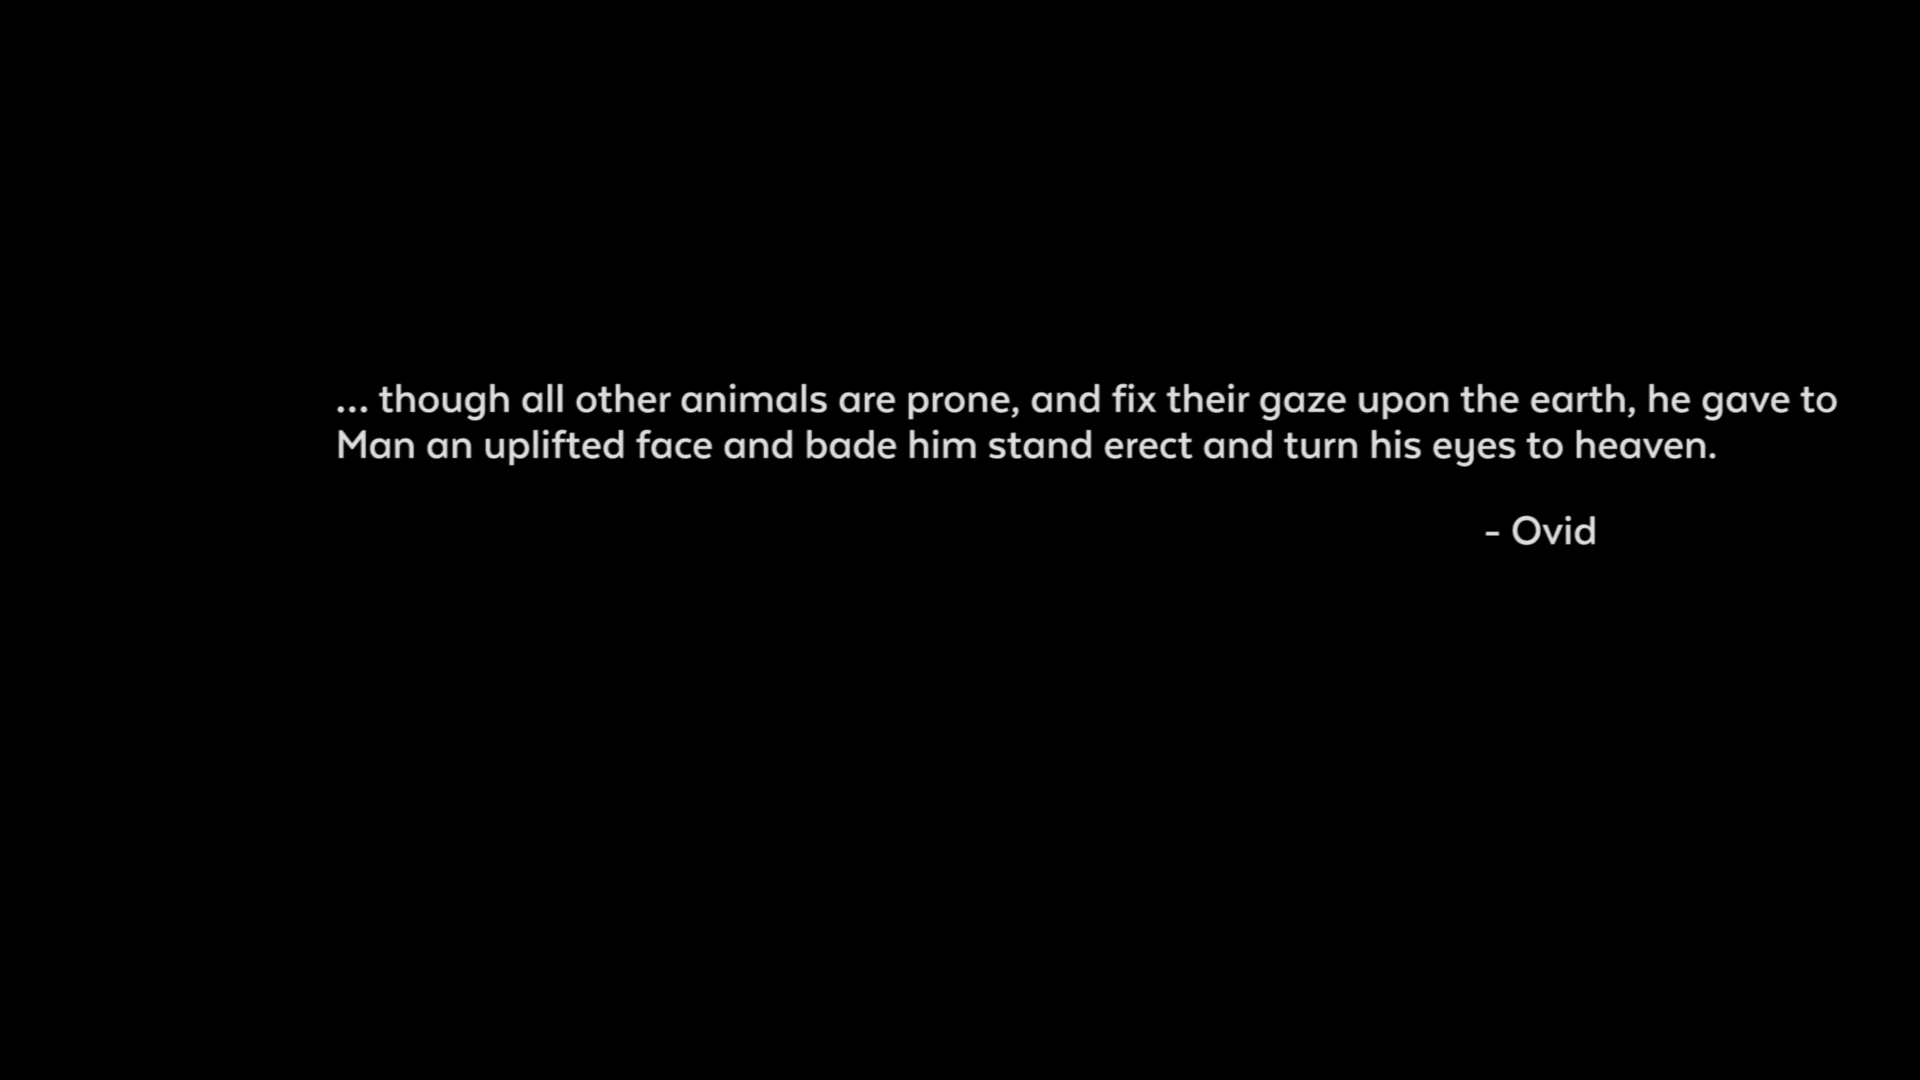 ... though all other animals are prone, and fix their gaze upon the earth, he gave to
Man an uplifted face and bade him stand erect and turn his eyes to heaven.
- Ovid